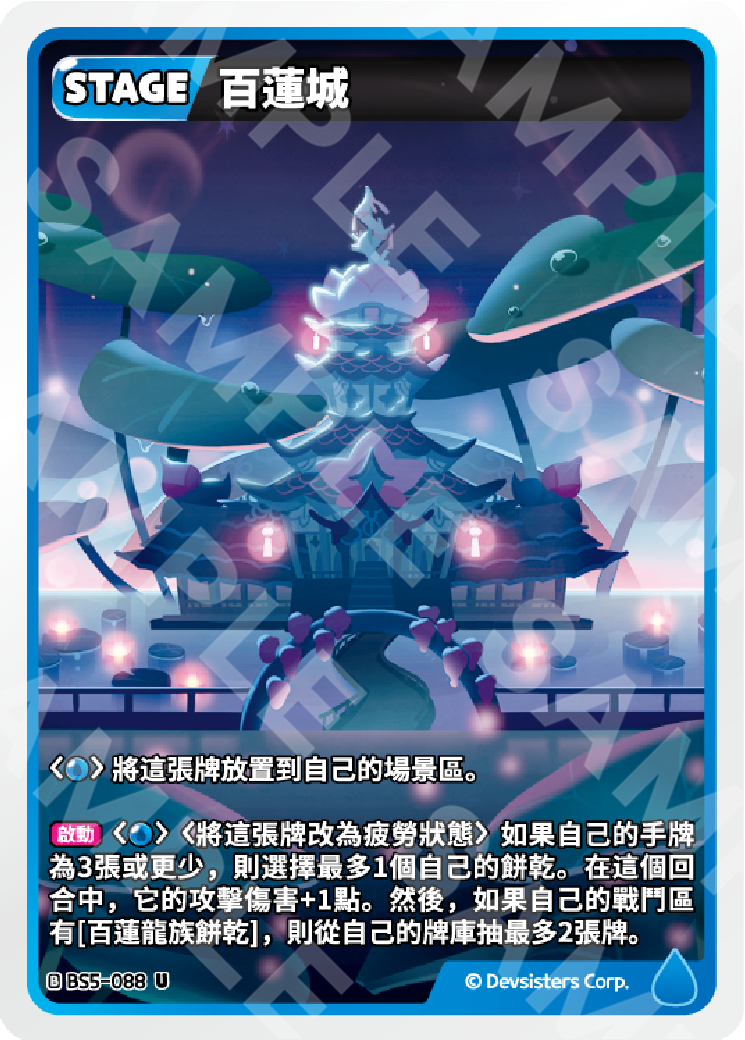 STAGE 百蓮城
SAMPLE
〈💧〉將這張牌放置到自己的場景區。
啟動〈💧〉《將這張牌改為疲勞狀態》如果自己的手牌
為3張或更少，則選擇最多1個自己的餅乾。在這個回
合中，它的攻擊傷害+1點。然後，如果自己的戰鬥區
有[百蓮龍族餅乾]，則從自己的牌庫抽最多2張牌。
B BS5-088 U
© Devsisters Corp.